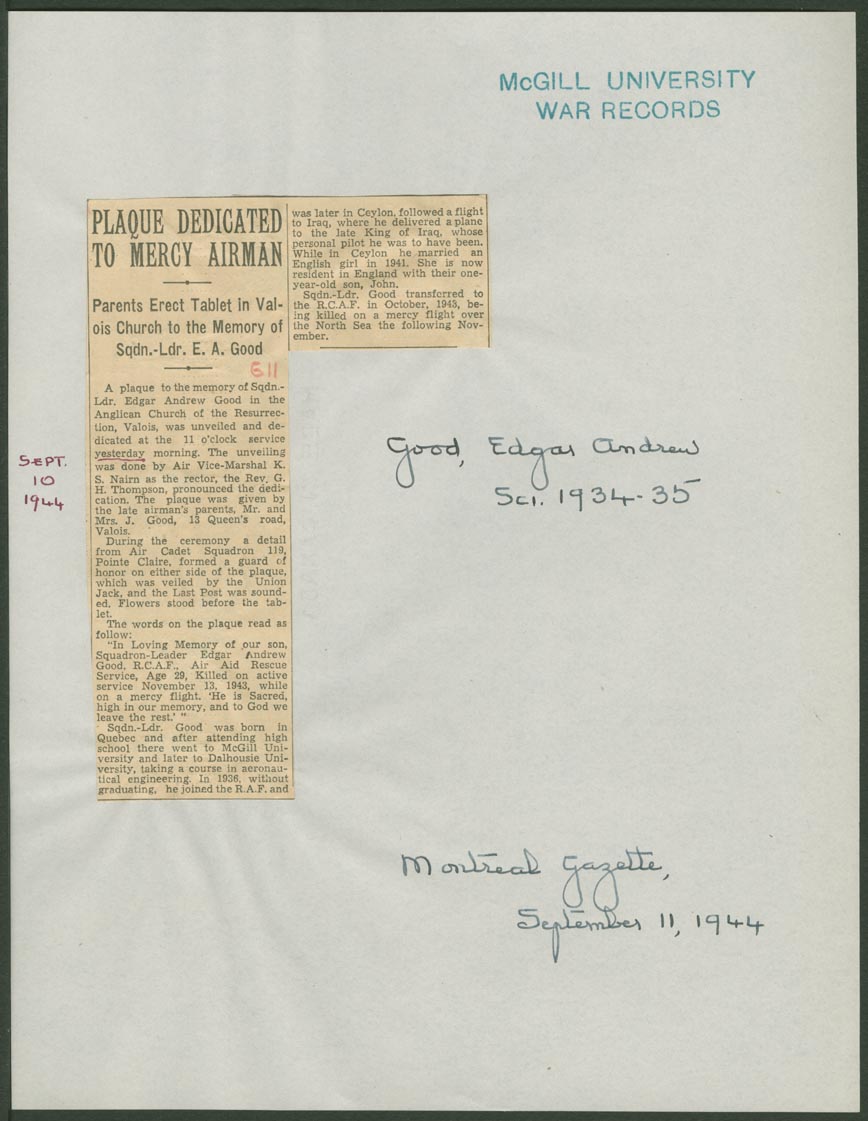 McGILL UNIVERSITY
WAR RECORDS
PLAQUE DEDICATED
TO MERCY AIRMAN
Parents Erect Tablet in Val-
ois Church to the Memory of
Sqdn.-Ldr. E. A. Good
611
A plaque to the memory of Sqdn.-
Ldr. Edgar Andrew Good in the
Anglican Church of the Resurrec-
tion, Valois, was unveiled and de-
dicated at the 11 o'clock service
yesterday morning. The unveiling
was done by Air Vice-Marshal K.
S. Nairn as the rector, the Rev. G.
H. Thompson, pronounced the dedi-
cation. The plaque was given by
the late airman's parents, Mr. and
Mrs. J. Good, 13 Queen's road,
Valois.
During the ceremony a detail
from Air Cadet Squadron 119,
Pointe Claire, formed a guard of
honor on either side of the plaque,
which was veiled by the Union
Jack, and the Last Post was sound-
ed. Flowers stood before the tab-
let.
The words on the plaque read as
follow:
"In Loving Memory of our son,
Squadron-Leader Edgar Andrew
Good, R.C.A.F., Air Aid Rescue
Service, Age 29, Killed on active
service November 13, 1943, while
on a mercy flight. 'He is Sacred,
high in our memory, and to God we
leave the rest.' "
Sqdn.-Ldr. Good was born in
Quebec and after attending high
school there went to McGill Uni-
versity and later to Dalhousie Uni-
versity, taking a course in aeronau-
tical engineering. In 1936, without
graduating, he joined the R.A.F. and
was later in Ceylon, followed a flight
to Iraq, where he delivered a plane
to the late King of Iraq, whose
personal pilot he was to have been.
While in Ceylon he married an
English girl in 1941. She is now
resident in England with their one-
year-old son, John.
Sqdn.-Ldr. Good transferred to
the R.C.A.F. in October, 1943, be-
ing killed on a mercy flight over
the North Sea the following Nov-
ember.
SEPT.
10
1944
Good, Edgar Andrew
Sci. 1934-35
Montreal Gazette,
September 11, 1944